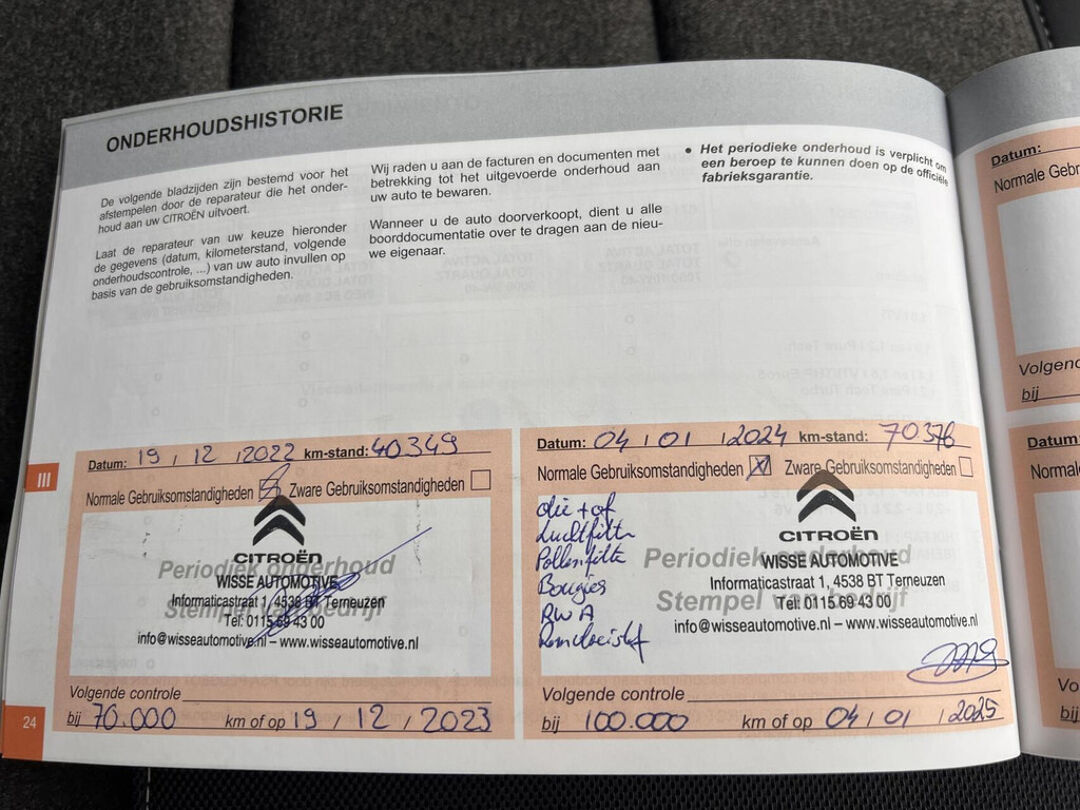 ONDERHOUDSHISTORIE
De volgende bladzijden zijn bestemd voor het
afstempelen door de reparateur die het onder-
houd aan uw CITROËN uitvoert.
Laat de reparateur van uw keuze hieronder
de gegevens (datum, kilometerstand, volgende
onderhoudscontrole, ...) van uw auto invullen op
basis van de gebruiksomstandigheden.
Wij raden u aan de facturen en documenten met
betrekking tot het uitgevoerde onderhoud aan
uw auto te bewaren.
Wanneer u de auto doorverkoopt, dient u alle
boorddocumentatie over te dragen aan de nieu-
we eigenaar.
• Het periodieke onderhoud is verplicht om
een beroep te kunnen doen op de officiële
fabrieksgarantie.
III
Datum: 19 / 12 / 2022 km-stand: 40349
Normale Gebruiksomstandigheden Zware Gebruiksomstandigheden
CITROËN
Periodiek onderhoud
WISSE AUTOMOTIVE
Informaticastraat 1, 4538 BT Terneuzen
Stempel van bedrijf
Tel: 0115 69 43 00
info@wisseautomotive.nl – www.wisseautomotive.nl
Volgende controle
bij 70.000 km of op 19 / 12 / 2023
Datum: 04 / 01 / 2024 km-stand: 70376
Normale Gebruiksomstandigheden Zware Gebruiksomstandigheden
olie + of
Luchtfilter
Pollenfilter
Bougies
RWA
Remvloeistof
CITROËN
Periodiek onderhoud
WISSE AUTOMOTIVE
Informaticastraat 1, 4538 BT Terneuzen
Stempel van bedrijf
Tel: 0115 69 43 00
info@wisseautomotive.nl – www.wisseautomotive.nl
Volgende controle
bij 100.000 km of op 04 / 01 / 2025
24
Datum:
Normale Gebr
Volgend
bij
Datum:
Normal
Vo
bij